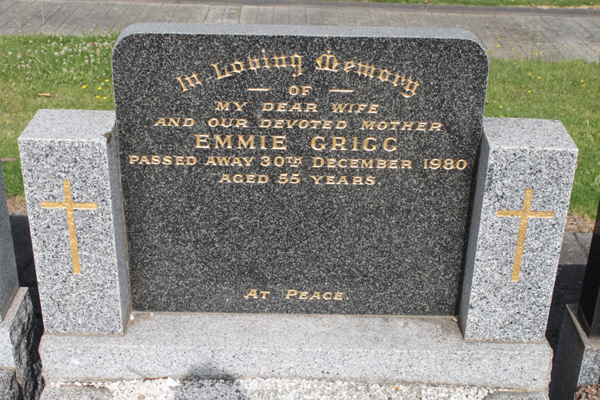 In Loving Memory
— OF —
MY DEAR WIFE
AND OUR DEVOTED MOTHER
EMMIE GRIGG
PASSED AWAY 30TH DECEMBER 1980
AGED 55 YEARS.
AT PEACE